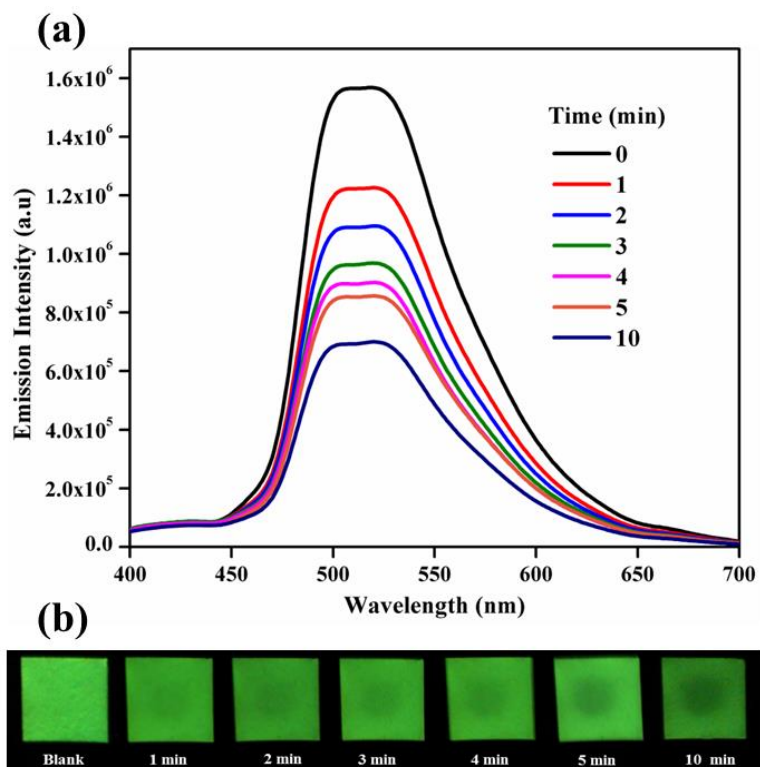 (a)
1.6x10⁶
1.4x10⁶
1.2x10⁶
1.0x10⁶
8.0x10⁵
6.0x10⁵
4.0x10⁵
2.0x10⁵
0.0
Emission Intensity (a.u)
Time (min)
0
1
2
3
4
5
10
400 450 500 550 600 650 700
Wavelength (nm)
(b)
Blank 1 min 2 min 3 min 4 min 5 min 10 min